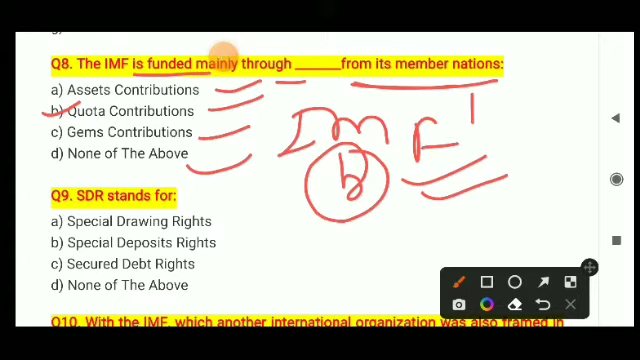 Q8. The IMF is funded mainly through ______from its member nations:
a) Assets Contributions
b) Quota Contributions
c) Gems Contributions
d) None of The Above
Imf
b
Q9. SDR stands for:
a) Special Drawing Rights
b) Special Deposits Rights
c) Secured Debt Rights
d) None of The Above
Q10. With the IMF, which another international organization was also framed in